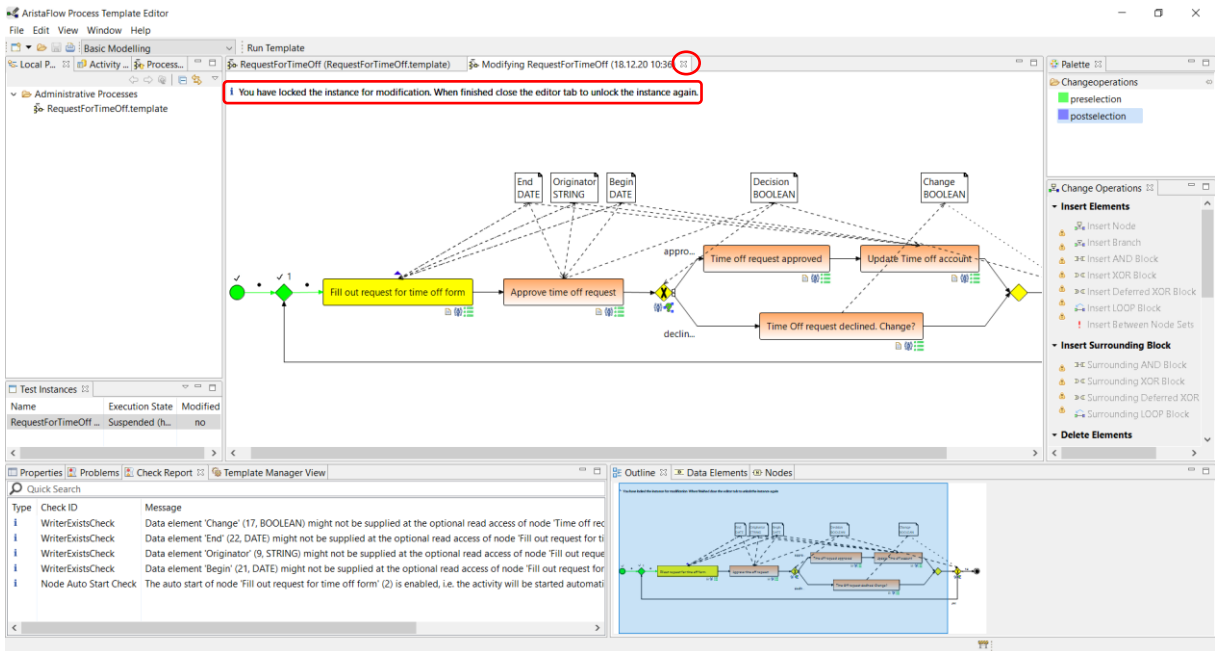 AristaFlow Process Template Editor
File Edit View Window Help
Basic Modelling
Run Template
Local P...
Activity ...
Process...
Administrative Processes
RequestForTimeOff.template
RequestForTimeOff (RequestForTimeOff.template)
Modifying RequestForTimeOff (18.12.20 10:36
You have locked the instance for modification. When finished close the editor tab to unlock the instance again.
End
DATE
Originator
STRING
Begin
DATE
Decision
BOOLEAN
Change
BOOLEAN
1
Fill out request for time off form
Approve time off request
appro...
Time off request approved
Update Time off account
declin...
Time Off request declined. Change?
Palette
Changeoperations
preselection
postselection
Change Operations
Insert Elements
Insert Node
Insert Branch
Insert AND Block
Insert XOR Block
Insert Deferred XOR Block
Insert LOOP Block
Insert Between Node Sets
Insert Surrounding Block
Surrounding AND Block
Surrounding XOR Block
Surrounding Deferred XOR
Surrounding LOOP Block
Delete Elements
Test Instances
Name Execution State Modified
RequestForTimeOff ... Suspended (h... no
Properties
Problems
Check Report
Template Manager View
Quick Search
Type Check ID Message
WriterExistsCheck Data element 'Change' (17, BOOLEAN) might not be supplied at the optional read access of node 'Time off rec
WriterExistsCheck Data element 'End' (22, DATE) might not be supplied at the optional read access of node 'Fill out request for ti
WriterExistsCheck Data element 'Originator' (9, STRING) might not be supplied at the optional read access of node 'Fill out reque
WriterExistsCheck Data element 'Begin' (21, DATE) might not be supplied at the optional read access of node 'Fill out request for
Node Auto Start Check The auto start of node 'Fill out request for time off form' (2) is enabled, i.e. the activity will be started automati
Outline
Data Elements
Nodes